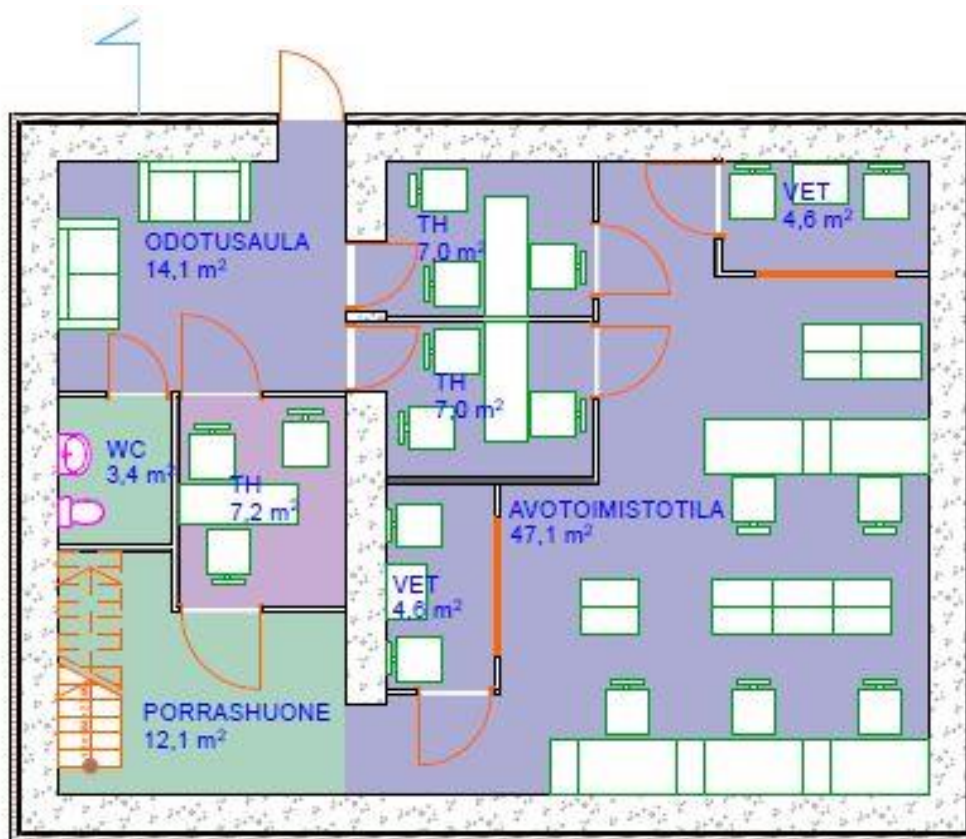 ODOTUSAULA
14,1 m²
TH
7,0 m²
VET
4,6 m²
TH
7,0 m²
WC
3,4 m²
TH
7,2 m²
AVOTOIMISTOTILA
47,1 m²
VET
4,6 m²
PORRASHUONE
12,1 m²